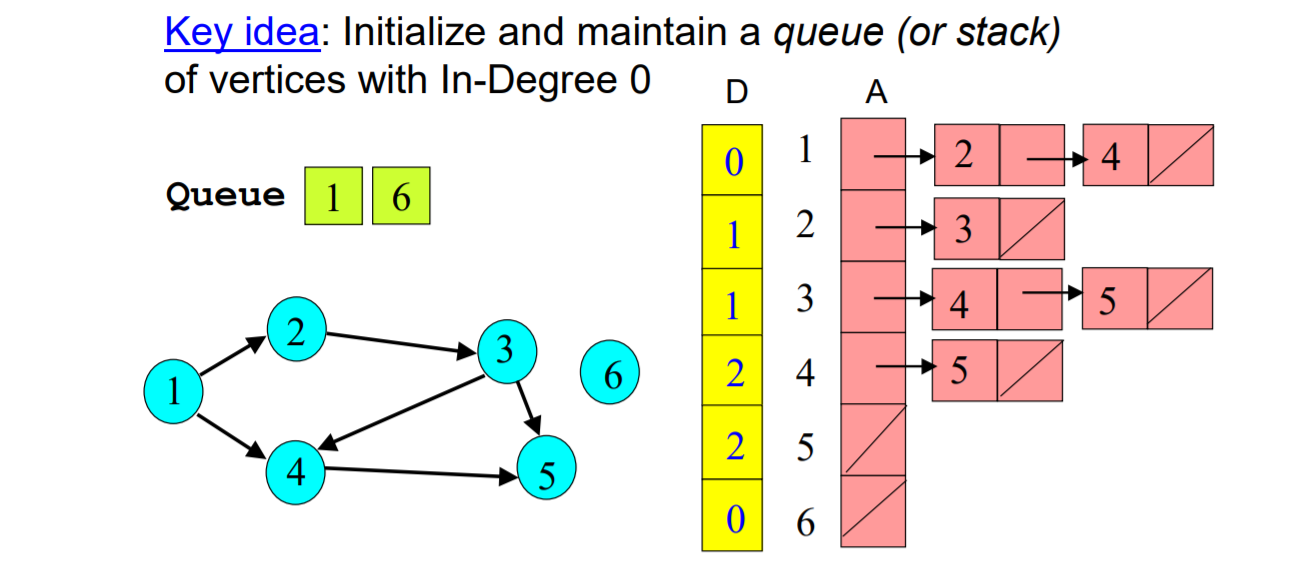 Key idea: Initialize and maintain a queue (or stack)
of vertices with In-Degree 0
D A
Queue 1 6
0 1 2 4
1 2 3
1 3 4 5
2 4 5
2 5
0 6
2
3
1
6
4
5